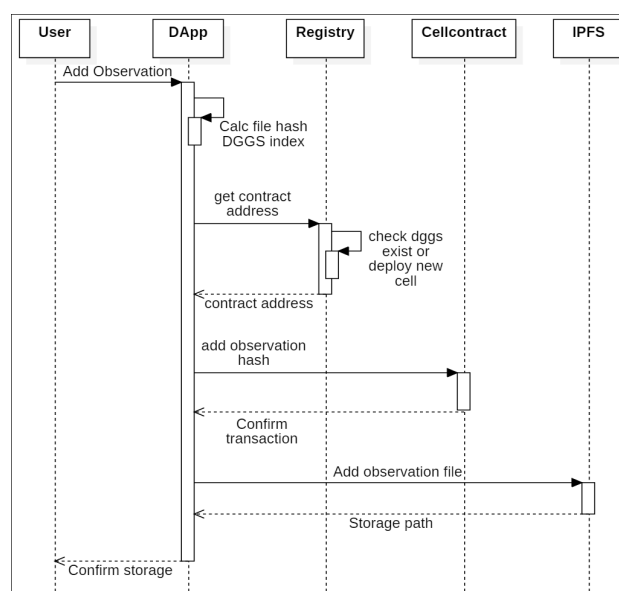 User
DApp
Registry
Cellcontract
IPFS
Add Observation
Calc file hash
DGGS index
get contract
address
check dggs
exist or
deploy new
cell
contract address
add observation
hash
Confirm
transaction
Add observation file
Storage path
Confirm storage